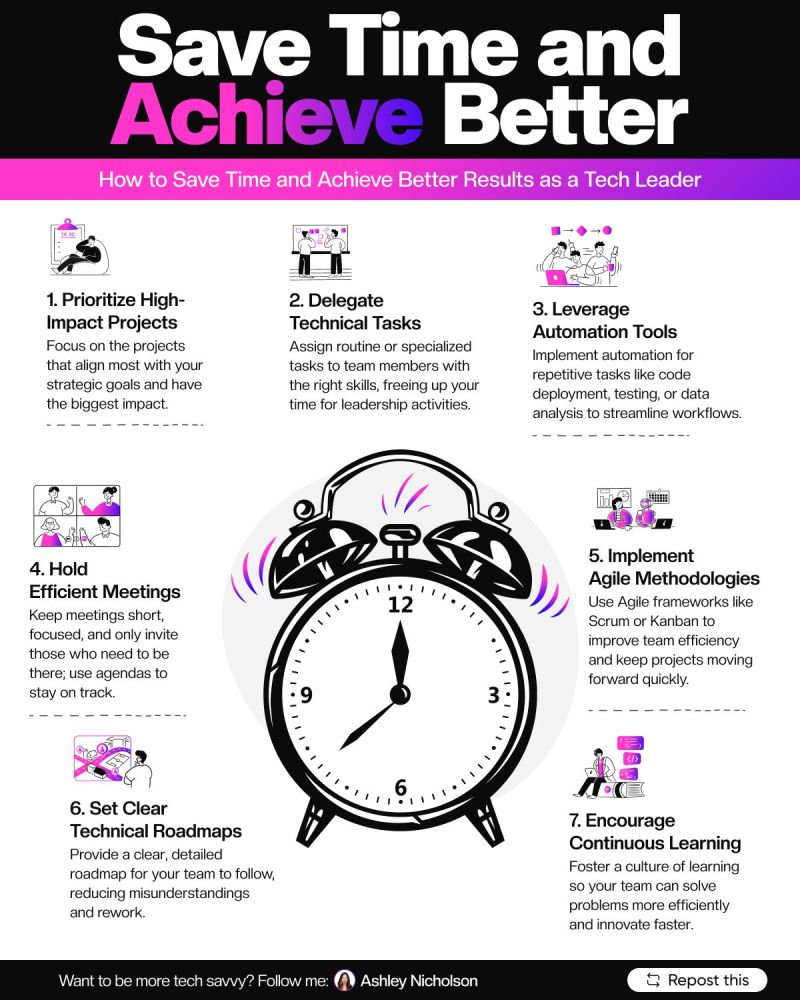 Save Time and
Achieve Better
How to Save Time and Achieve Better Results as a Tech Leader
TO DO
1. Prioritize High-
Impact Projects
Focus on the projects
that align most with your
strategic goals and have
the biggest impact.
2. Delegate
Technical Tasks
Assign routine or specialized
tasks to team members with
the right skills, freeing up your
time for leadership activities.
3. Leverage
Automation Tools
Implement automation for
repetitive tasks like code
deployment, testing, or data
analysis to streamline workflows.
4. Hold
Efficient Meetings
Keep meetings short,
focused, and only invite
those who need to be
there; use agendas to
stay on track.
5. Implement
Agile Methodologies
Use Agile frameworks like
Scrum or Kanban to
improve team efficiency
and keep projects moving
forward quickly.
12
9
3
6
6. Set Clear
Technical Roadmaps
Provide a clear, detailed
roadmap for your team to follow,
reducing misunderstandings
and rework.
</>
7. Encourage
Continuous Learning
Foster a culture of learning
so your team can solve
problems more efficiently
and innovate faster.
Want to be more tech savvy? Follow me: Ashley Nicholson
Repost this